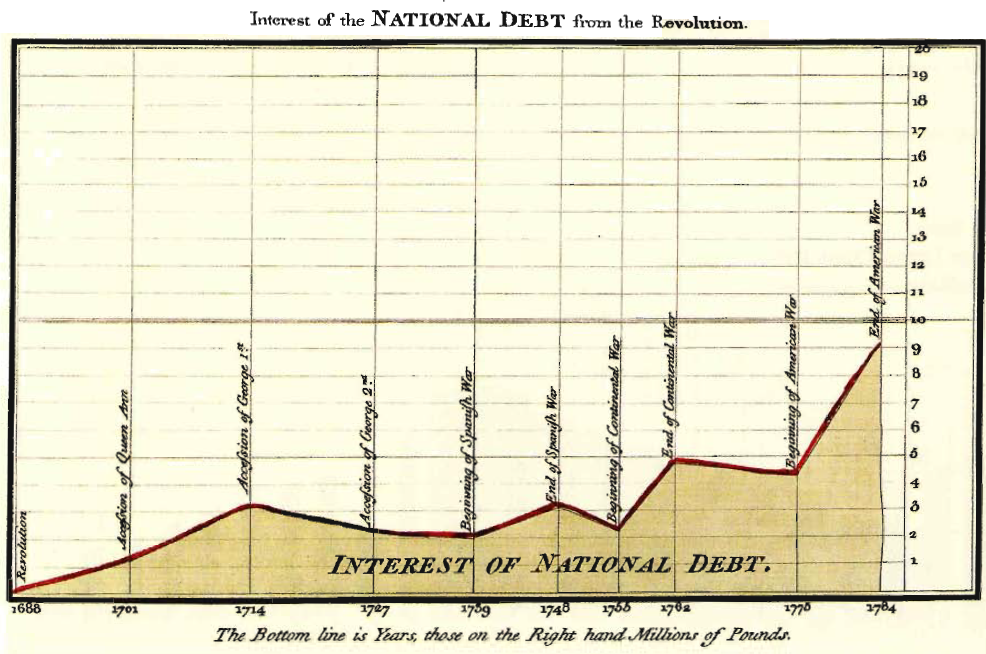 Interest of the NATIONAL DEBT from the Revolution.
20
19
18
17
16
15
14
13
12
11
10
9
8
7
6
5
4
3
2
1
Revolution
Acceſsion of Queen Ann
Acceſsion of George 1st
Acceſsion of George 2nd
Beginning of Spaniſh War
End of Spaniſh War
Beginning of Continental War
End of Continental War
Beginning of American War
End of American War
INTEREST OF NATIONAL DEBT.
1688 1701 1714 1727 1739 1748 1755 1762 1775 1784
The Bottom line is Years, those on the Right hand Millions of Pounds.